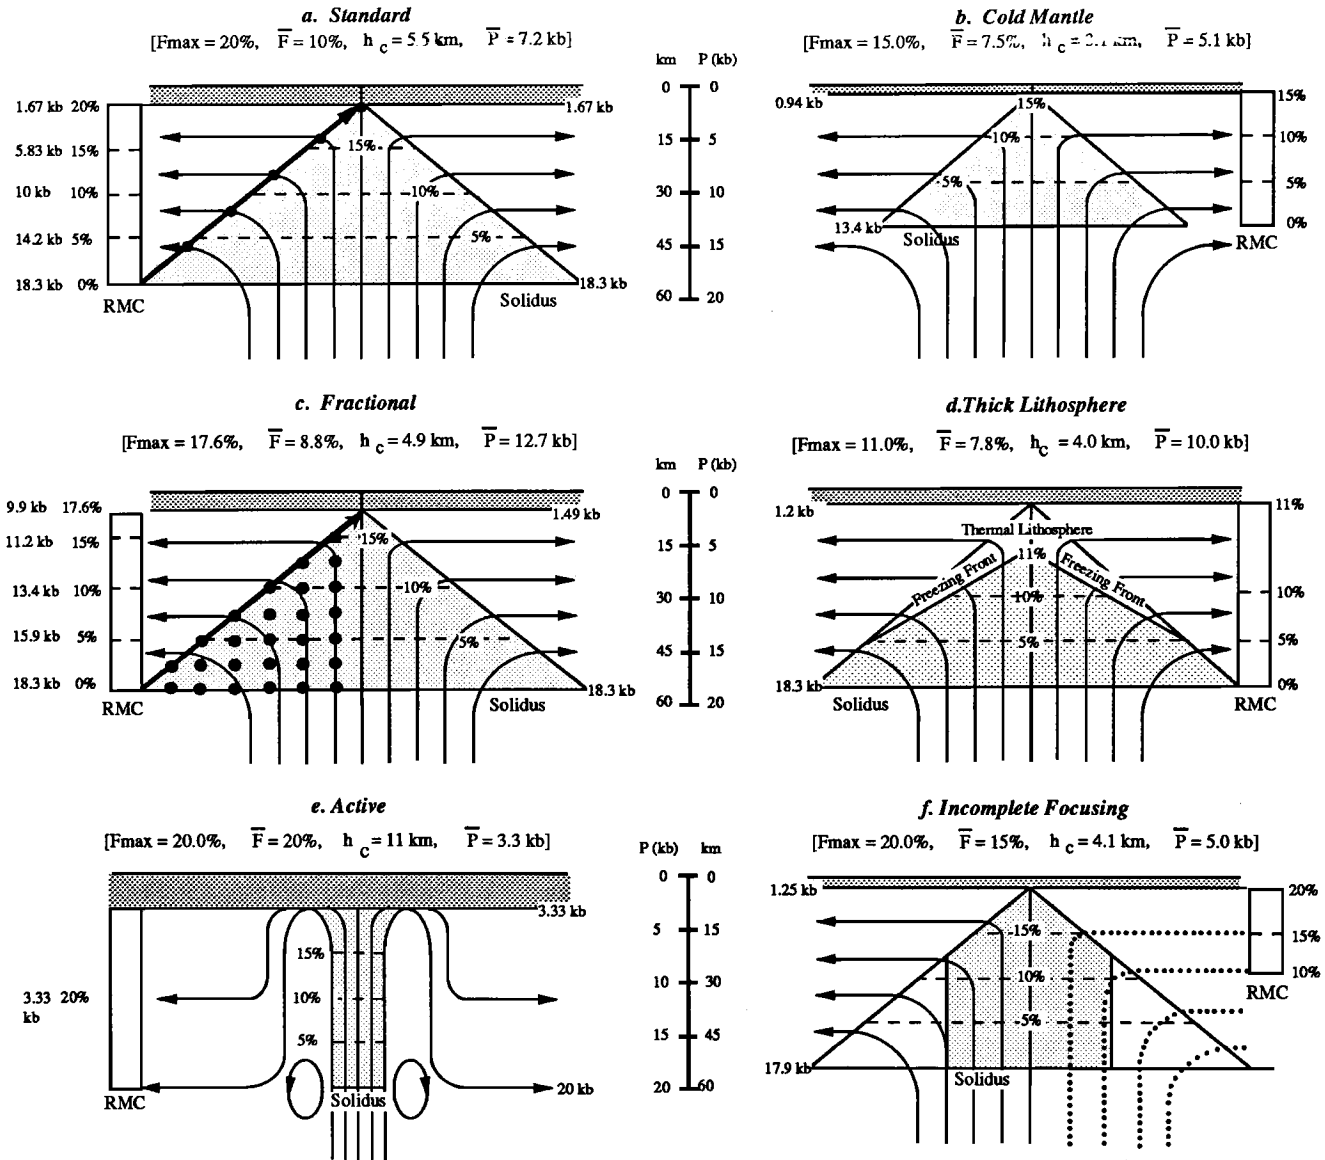 a. Standard
[Fmax = 20%, F̅ = 10%, h c = 5.5 km, P̅ = 7.2 kb]
km P (kb)
0 0
15 5
30 10
45 15
60 20
1.67 kb 20%
5.83 kb 15%
10 kb 10%
14.2 kb 5%
18.3 kb 0%
RMC
1.67 kb
15%
10%
5%
18.3 kb
Solidus
b. Cold Mantle
[Fmax = 15.0%, F̅ = 7.5%, h c = km, P̅ = 5.1 kb]
0.94 kb
15%
10%
5%
13.4 kb
Solidus
15%
10%
5%
0%
RMC
c. Fractional
[Fmax = 17.6%, F̅ = 8.8%, h c = 4.9 km, P̅ = 12.7 kb]
km P (kb)
0 0
15 5
30 10
45 15
60 20
9.9 kb 17.6%
11.2 kb 15%
13.4 kb 10%
15.9 kb 5%
18.3 kb 0%
RMC
1.49 kb
15%
10%
5%
18.3 kb
Solidus
d.Thick Lithosphere
[Fmax = 11.0%, F̅ = 7.8%, h c = 4.0 km, P̅ = 10.0 kb]
1.2 kb
Thermal Lithosphere
11%
Freezing Front
Freezing Front
10%
5%
18.3 kb
Solidus
11%
10%
5%
0%
RMC
e. Active
[Fmax = 20.0%, F̅ = 20%, h c = 11 km, P̅ = 3.3 kb]
P (kb) km
0 0
5 15
10 30
15 45
20 60
3.33 kb
15%
3.33 20%
kb
10%
5%
RMC
Solidus
20 kb
f. Incomplete Focusing
[Fmax = 20.0%, F̅ = 15%, h c = 4.1 km, P̅ = 5.0 kb]
1.25 kb
15%
10%
5%
17.9 kb
Solidus
20%
15%
10%
RMC